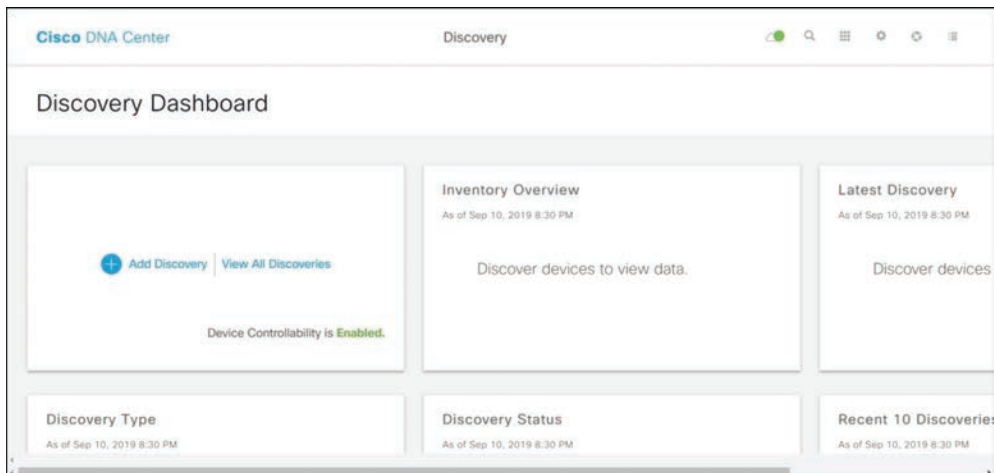 Cisco DNA Center
Discovery
Discovery Dashboard
Add Discovery
View All Discoveries
Device Controllability is Enabled.
Inventory Overview
As of Sep 10, 2019 8:30 PM
Discover devices to view data.
Latest Discovery
As of Sep 10, 2019 8:30 PM
Discover devices
Discovery Type
As of Sep 10, 2019 8:30 PM
Discovery Status
As of Sep 10, 2019 8:30 PM
Recent 10 Discoveries
As of Sep 10, 2019 8:30 PM